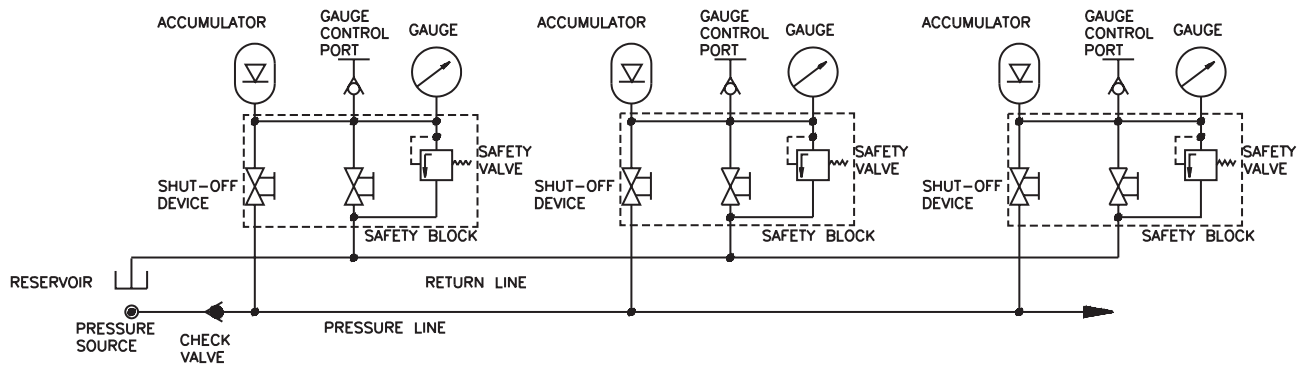 ACCUMULATOR
GAUGE
CONTROL
PORT
GAUGE
SAFETY
VALVE
SHUT-OFF
DEVICE
SAFETY BLOCK
ACCUMULATOR
GAUGE
CONTROL
PORT
GAUGE
SAFETY
VALVE
SHUT-OFF
DEVICE
SAFETY BLOCK
ACCUMULATOR
GAUGE
CONTROL
PORT
GAUGE
SAFETY
VALVE
SHUT-OFF
DEVICE
SAFETY BLOCK
RESERVOIR
RETURN LINE
PRESSURE
SOURCE
CHECK
VALVE
PRESSURE LINE